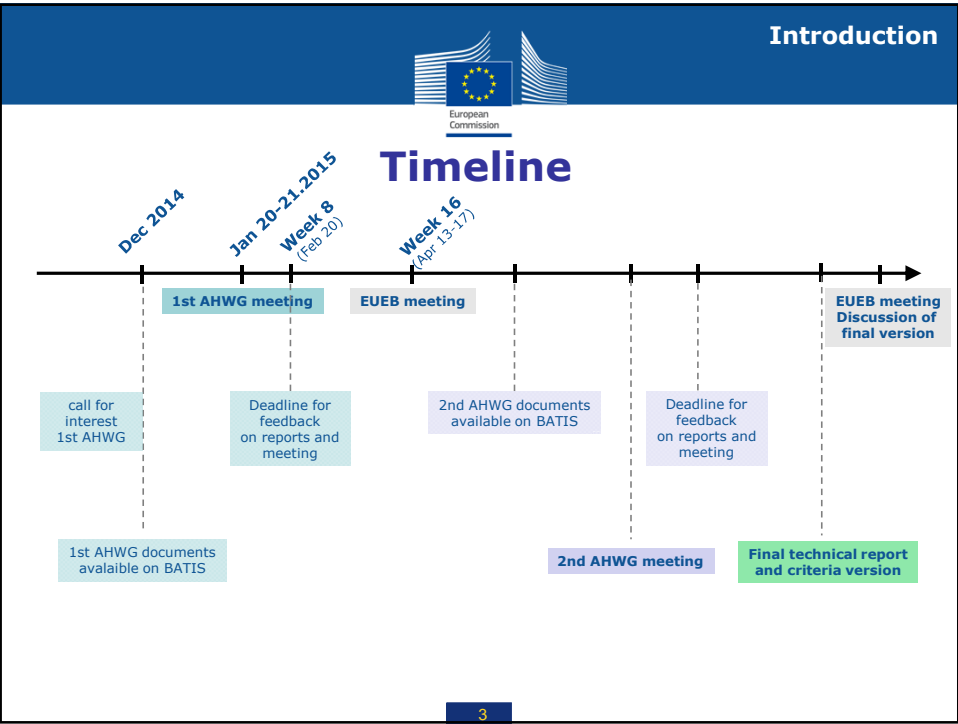 Introduction
European
Commission
Timeline
Dec 2014
Jan 20-21.2015
Week 8
(Feb 20)
Week 16
(Apr 13-17)
1st AHWG meeting
EUEB meeting
EUEB meeting
Discussion of
final version
call for
interest
1st AHWG
Deadline for
feedback
on reports and
meeting
2nd AHWG documents
available on BATIS
Deadline for
feedback
on reports and
meeting
1st AHWG documents
avalaible on BATIS
2nd AHWG meeting
Final technical report
and criteria version
3